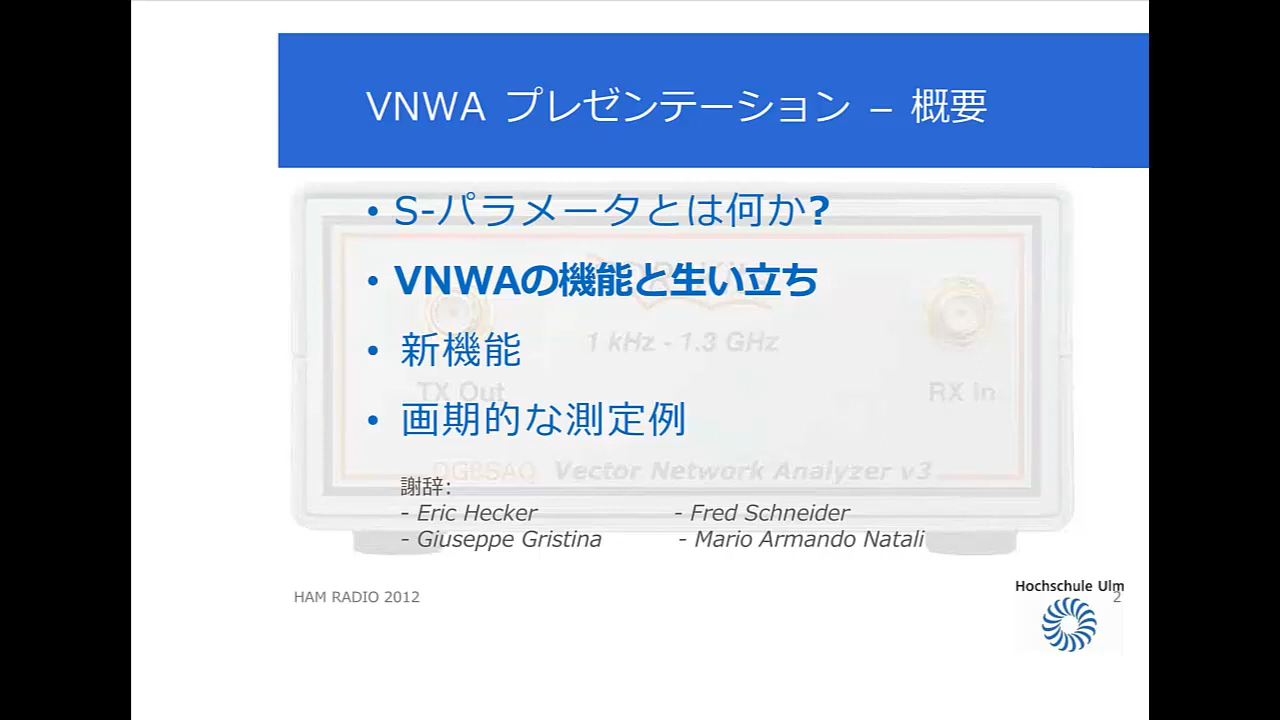 VNWA プレゼンテーション – 概要
• S-パラメータとは何か?
• VNWAの機能と生い立ち
• 新機能
1 kHz - 1.3 GHz
TX Out
RX In
• 画期的な測定例
DG8SAQ Vector Network Analyzer v3
謝辞:
- Eric Hecker - Fred Schneider
- Giuseppe Gristina - Mario Armando Natali
HAM RADIO 2012
Hochschule Ulm
2